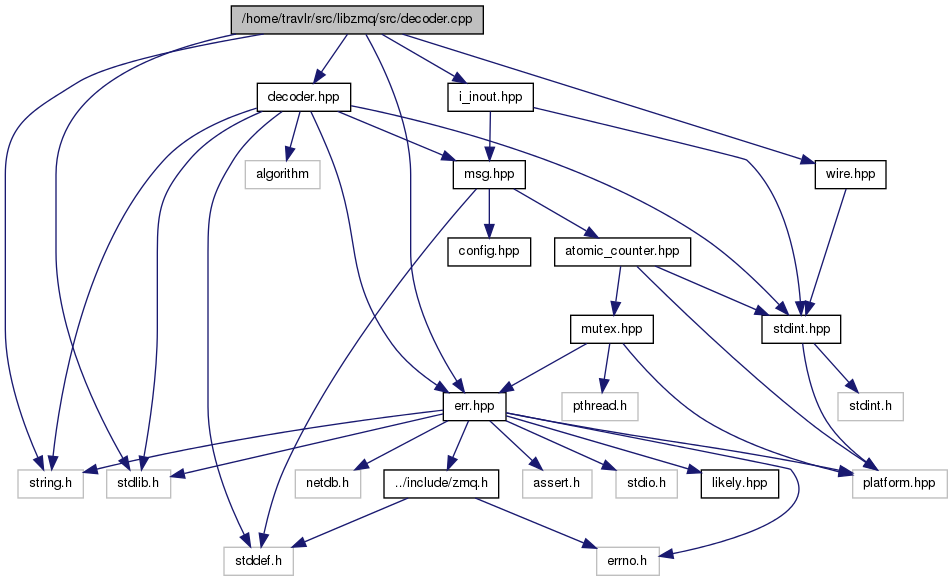 /home/travlr/src/libzmq/src/decoder.cpp
decoder.hpp
i_inout.hpp
algorithm
msg.hpp
wire.hpp
config.hpp
atomic_counter.hpp
mutex.hpp
stdint.hpp
pthread.h
err.hpp
stdint.h
string.h
stdlib.h
netdb.h
../include/zmq.h
assert.h
stdio.h
likely.hpp
platform.hpp
stddef.h
errno.h